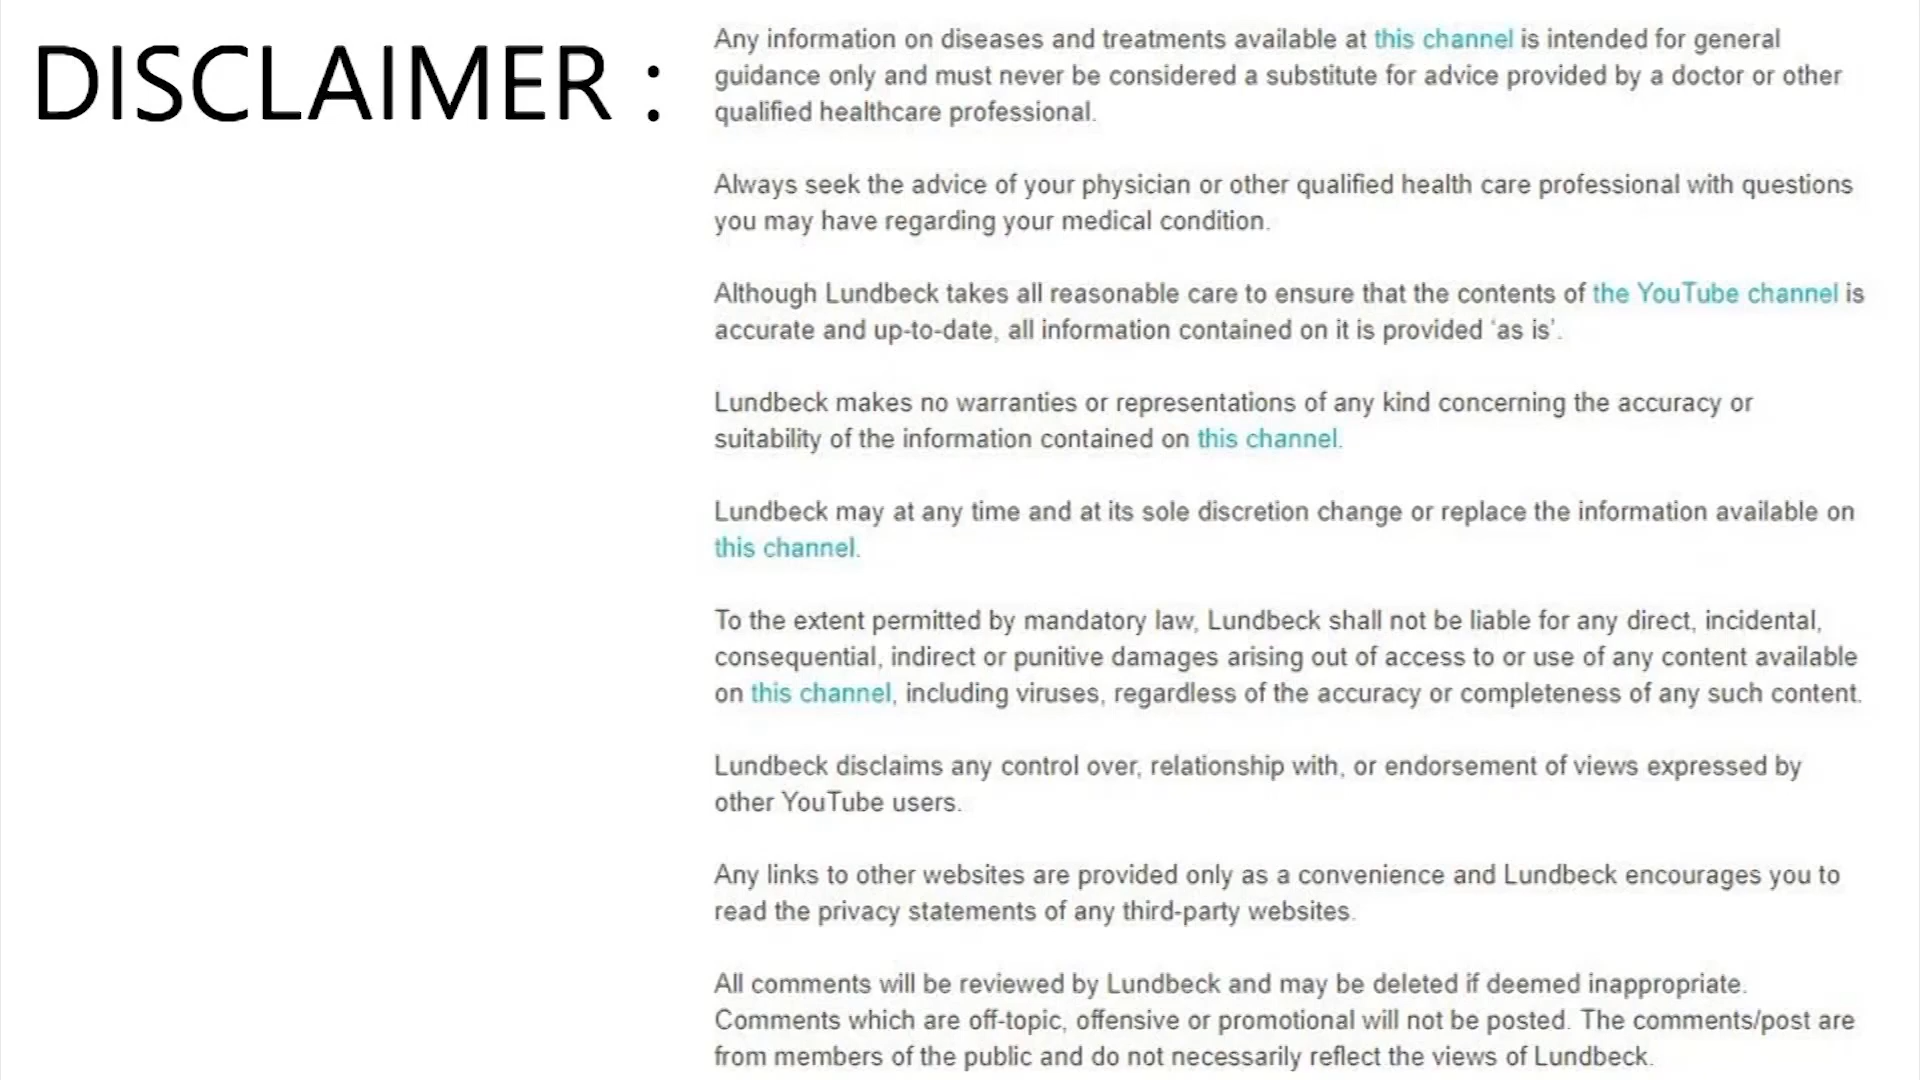 DISCLAIMER :
Any information on diseases and treatments available at this channel is intended for general
guidance only and must never be considered a substitute for advice provided by a doctor or other
qualified healthcare professional.
Always seek the advice of your physician or other qualified health care professional with questions
you may have regarding your medical condition.
Although Lundbeck takes all reasonable care to ensure that the contents of the YouTube channel is
accurate and up-to-date, all information contained on it is provided 'as is'.
Lundbeck makes no warranties or representations of any kind concerning the accuracy or
suitability of the information contained on this channel.
Lundbeck may at any time and at its sole discretion change or replace the information available on
this channel.
To the extent permitted by mandatory law, Lundbeck shall not be liable for any direct, incidental,
consequential, indirect or punitive damages arising out of access to or use of any content available
on this channel, including viruses, regardless of the accuracy or completeness of any such content.
Lundbeck disclaims any control over, relationship with, or endorsement of views expressed by
other YouTube users.
Any links to other websites are provided only as a convenience and Lundbeck encourages you to
read the privacy statements of any third-party websites.
All comments will be reviewed by Lundbeck and may be deleted if deemed inappropriate.
Comments which are off-topic, offensive or promotional will not be posted. The comments/post are
from members of the public and do not necessarily reflect the views of Lundbeck.